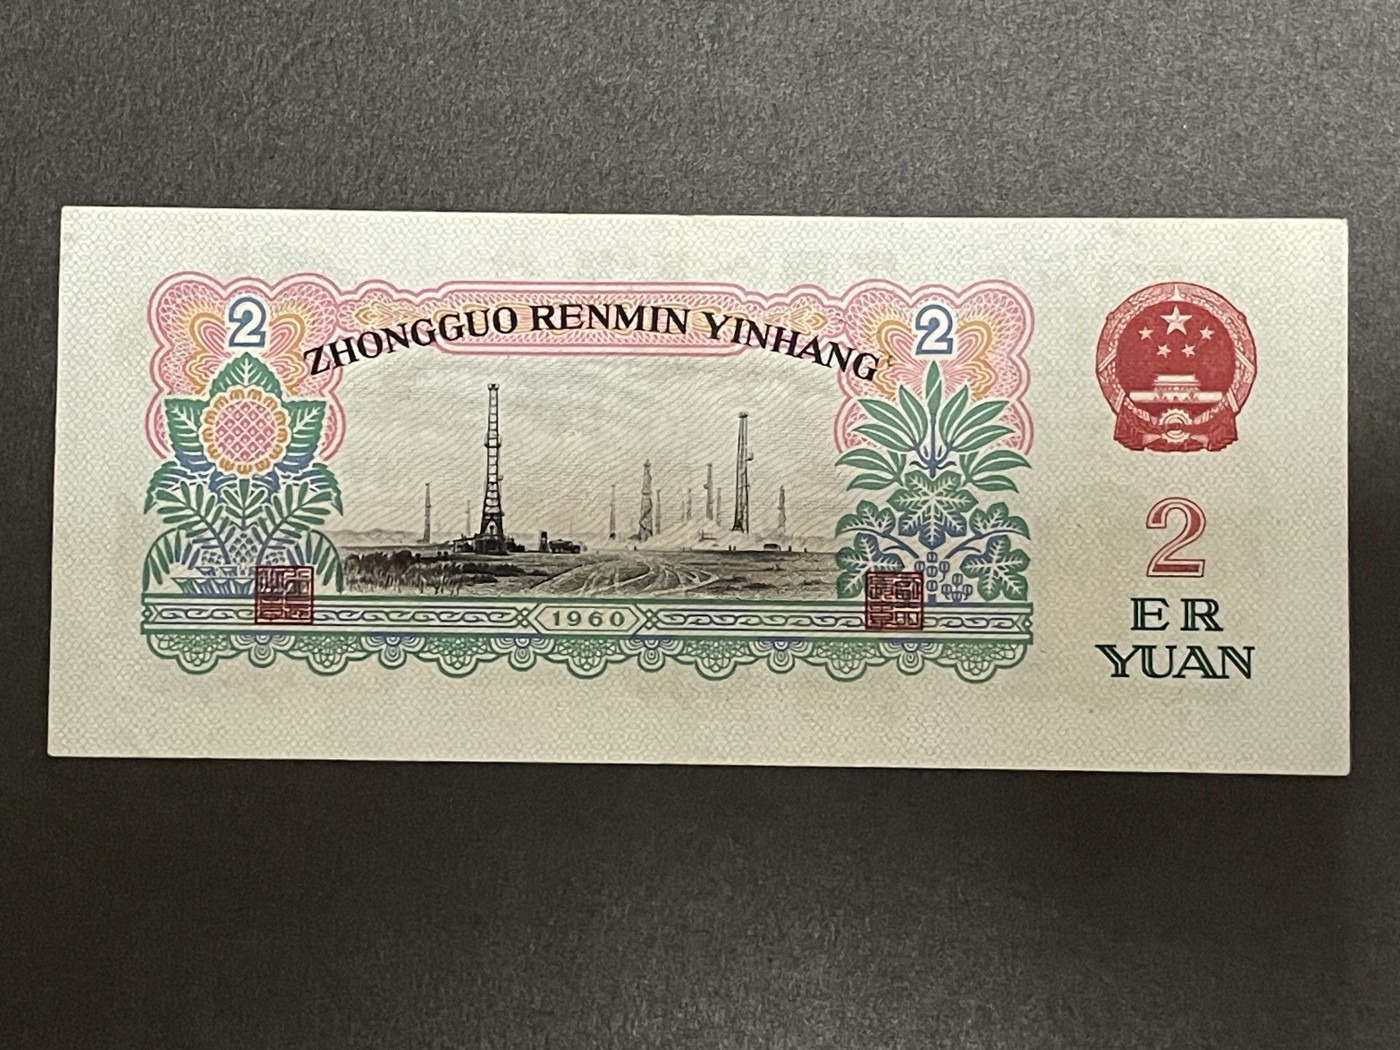 2
2
ZHONGGUO RENMIN YINHANG
1960
2
ER
YUAN